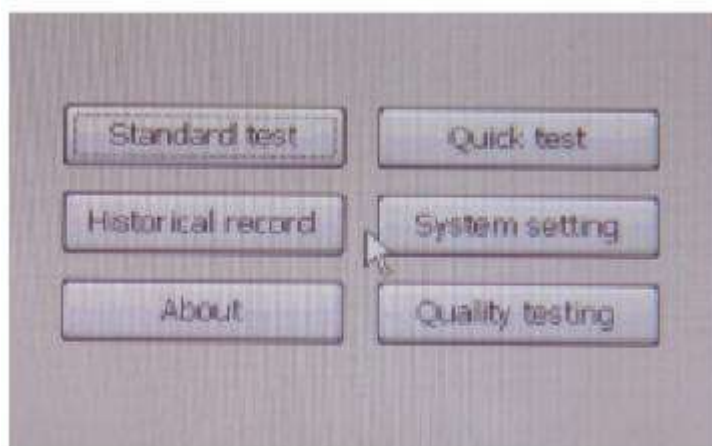 Standard test
Quick test
Historical record
System setting
About
Quality testing